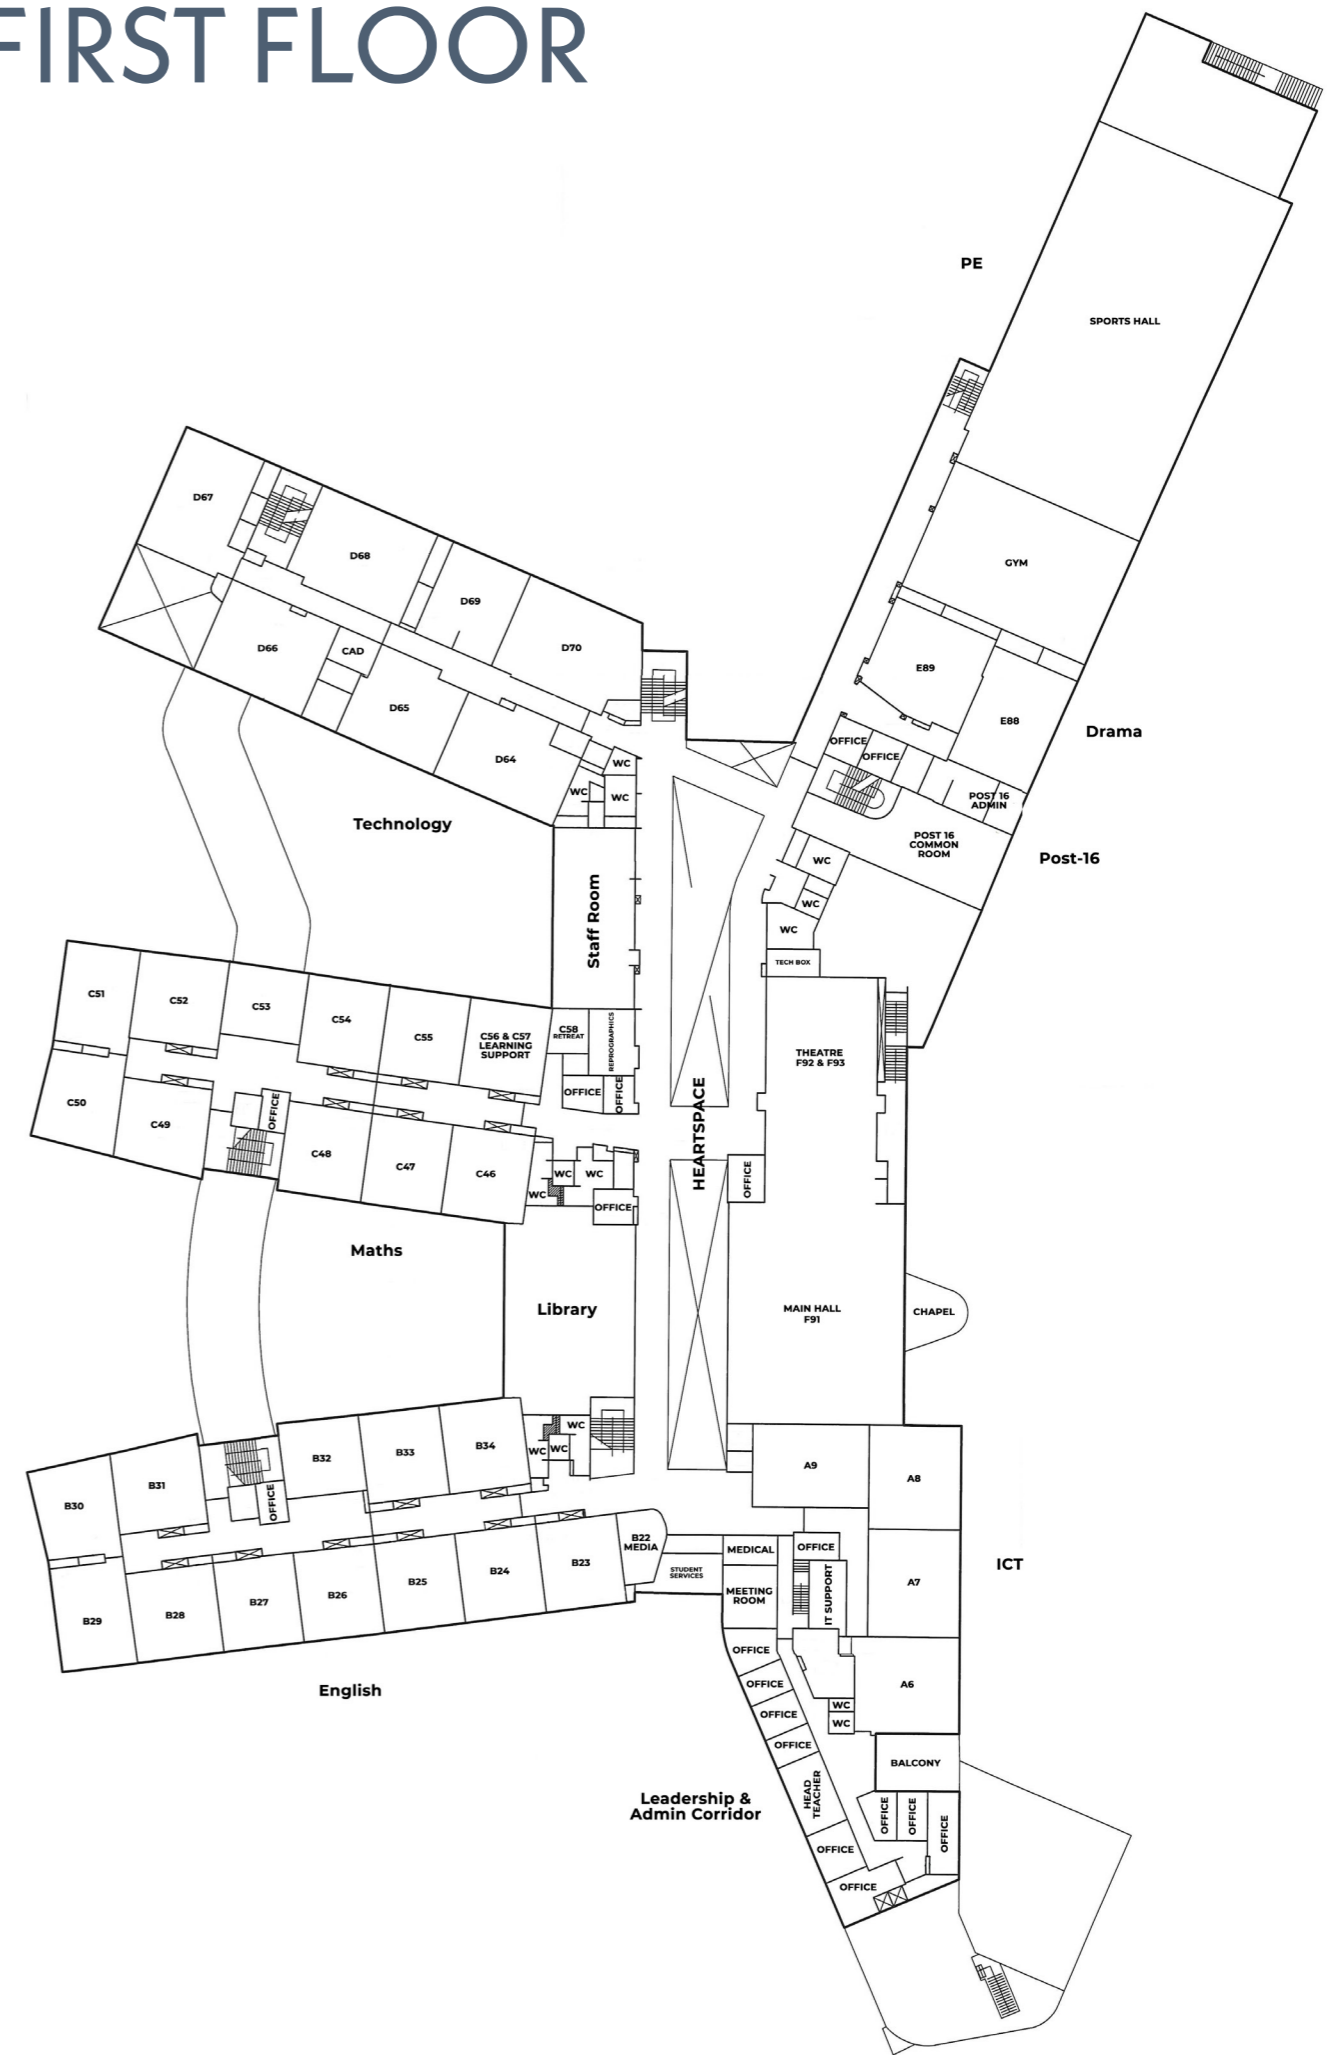 FIRST FLOOR
PE
SPORTS HALL
GYM
E89
E88
Drama
OFFICE
OFFICE
POST 16
ADMIN
POST 16
COMMON
ROOM
Post-16
WC
WC
WC
TECH BOX
D67
D68
D69
D70
D66
CAD
D65
D64
WC
WC
WC
Technology
Staff Room
C51
C52
C53
C54
C55
C56 & C57
LEARNING
SUPPORT
C58
RETREAT
REPROGRAPHICS
OFFICE
OFFICE
C50
C49
OFFICE
C48
C47
C46
WC
WC
WC
OFFICE
Maths
HEARTSPACE
THEATRE
F92 & F93
OFFICE
Library
MAIN HALL
F91
CHAPEL
B30
B31
OFFICE
B32
B33
B34
WC
WC
WC
B29
B28
B27
B26
B25
B24
B23
B22
MEDIA
English
STUDENT
SERVICES
MEDICAL
MEETING
ROOM
OFFICE
IT SUPPORT
A9
A8
A7
A6
ICT
OFFICE
OFFICE
OFFICE
OFFICE
HEAD
TEACHER
OFFICE
OFFICE
WC
WC
BALCONY
OFFICE
OFFICE
OFFICE
Leadership &
Admin Corridor